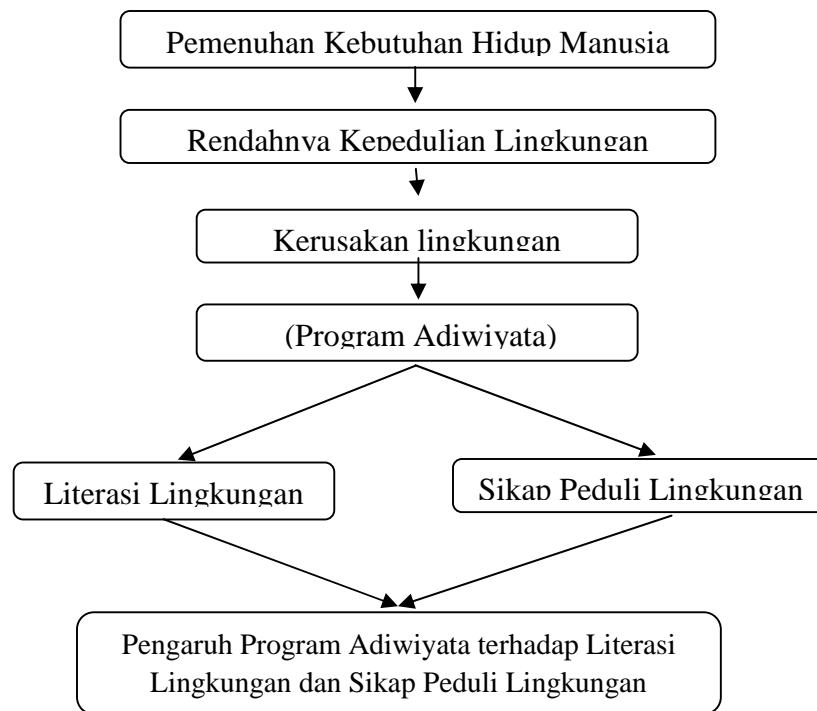 Pemenuhan Kebutuhan Hidup Manusia
Rendahnya Kepedulian Lingkungan
Kerusakan lingkungan
(Program Adiwiyata)
Literasi Lingkungan
Sikap Peduli Lingkungan
Pengaruh Program Adiwiyata terhadap Literasi
Lingkungan dan Sikap Peduli Lingkungan